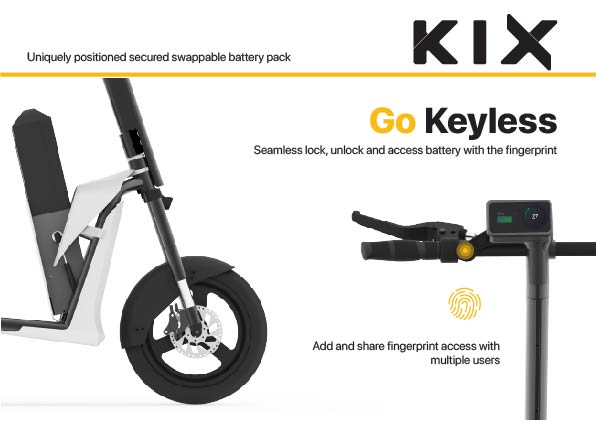 KIX
Uniquely positioned secured swappable battery pack
Go Keyless
Seamless lock, unlock and access battery with the fingerprint
27
Add and share fingerprint access with
multiple users